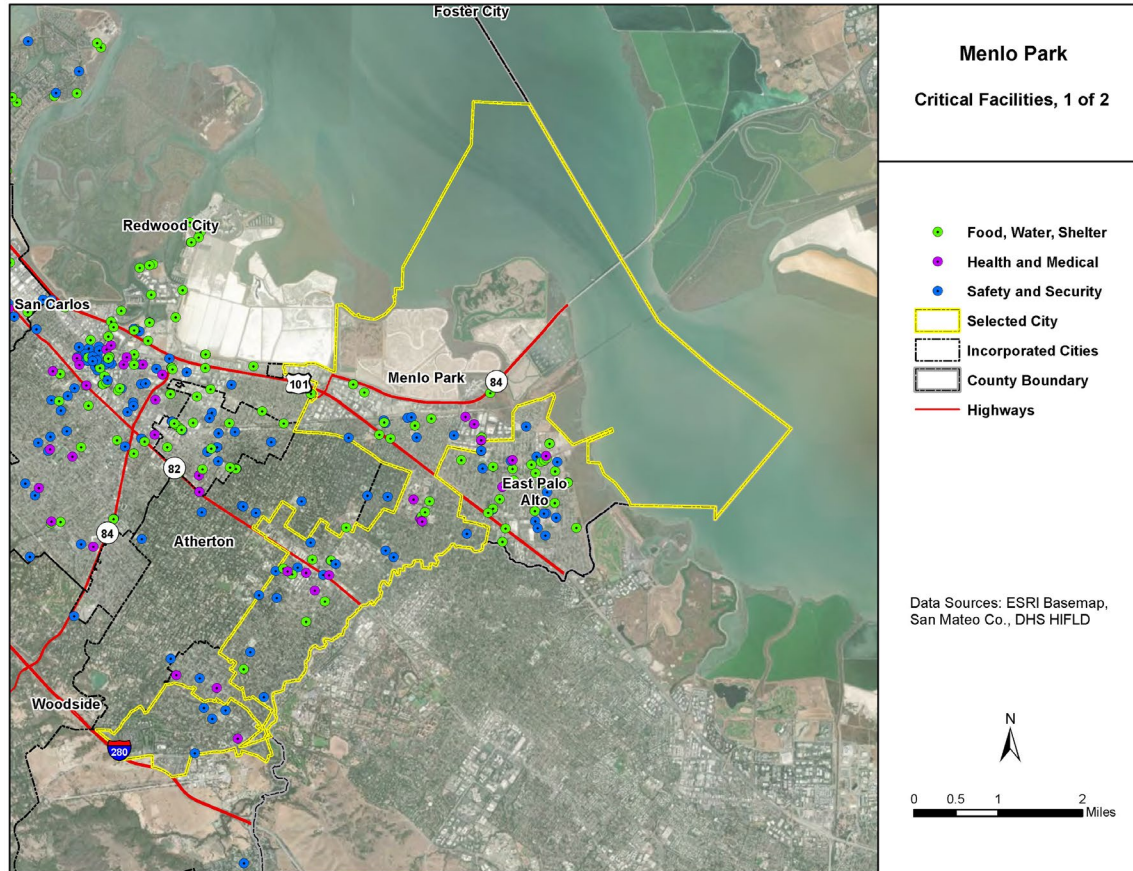 Foster City
Redwood City
San Carlos
101
Menlo Park
84
82
East Palo
Alto
84
Atherton
Woodside
280
Menlo Park
Critical Facilities, 1 of 2
Food, Water, Shelter
Health and Medical
Safety and Security
Selected City
Incorporated Cities
County Boundary
Highways
Data Sources: ESRI Basemap,
San Mateo Co., DHS HIFLD
N
0 0.5 1 2
Miles